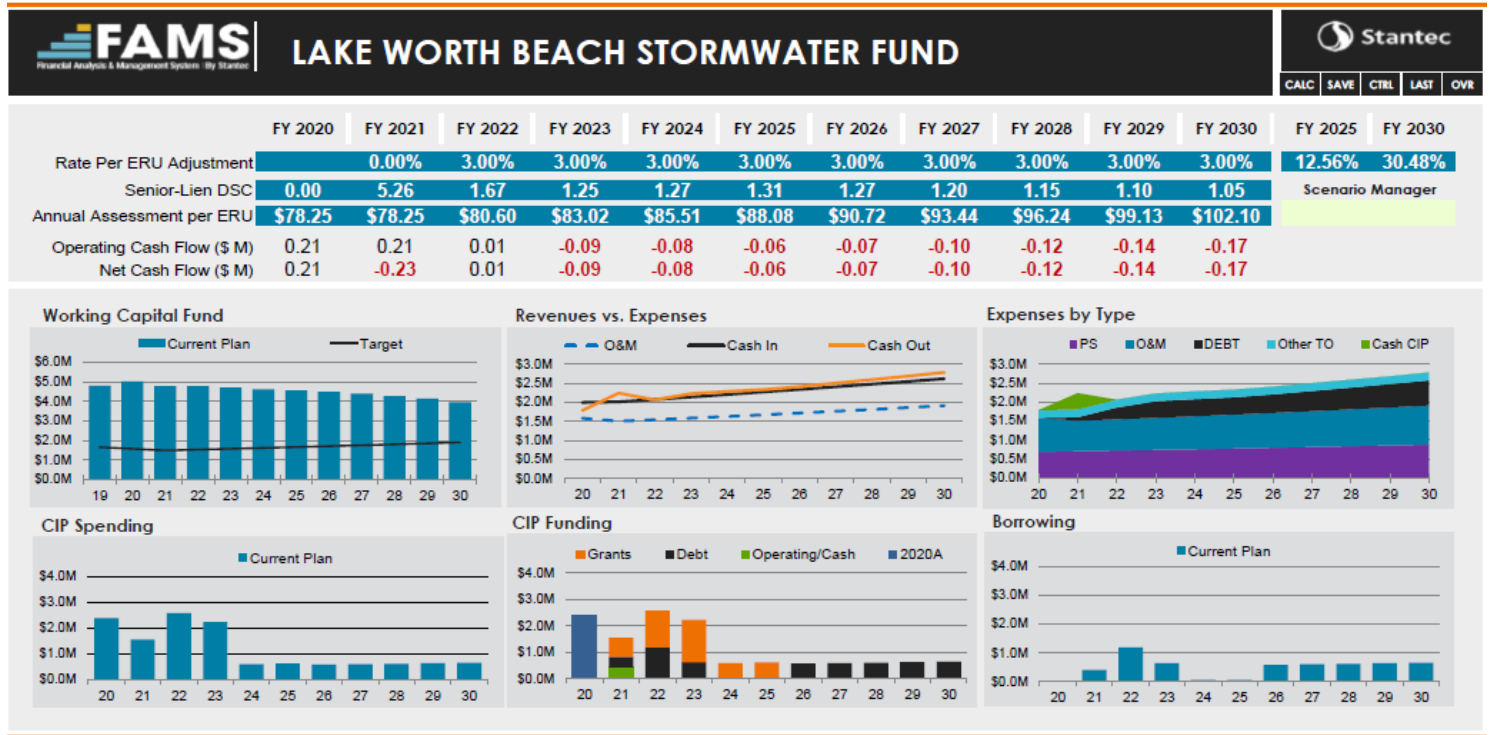 FAMS
Financial Analysis & Management System | By Stantec
LAKE WORTH BEACH STORMWATER FUND
Stantec
CALC SAVE CTRL LAST OVR
FY 2020 FY 2021 FY 2022 FY 2023 FY 2024 FY 2025 FY 2026 FY 2027 FY 2028 FY 2029 FY 2030 FY 2025 FY 2030
Rate Per ERU Adjustment 0.00% 3.00% 3.00% 3.00% 3.00% 3.00% 3.00% 3.00% 3.00% 3.00% 12.56% 30.48%
Senior-Lien DSC 0.00 5.26 1.67 1.25 1.27 1.31 1.27 1.20 1.15 1.10 1.05 Scenario Manager
Annual Assessment per ERU $78.25 $78.25 $80.60 $83.02 $85.51 $88.08 $90.72 $93.44 $96.24 $99.13 $102.10
Operating Cash Flow ($ M) 0.21 0.21 0.01 -0.09 -0.08 -0.06 -0.07 -0.10 -0.12 -0.14 -0.17
Net Cash Flow ($ M) 0.21 -0.23 0.01 -0.09 -0.08 -0.06 -0.07 -0.10 -0.12 -0.14 -0.17
Working Capital Fund
Current Plan Target
$6.0M
$5.0M
$4.0M
$3.0M
$2.0M
$1.0M
$0.0M
19 20 21 22 23 24 25 26 27 28 29 30
Revenues vs. Expenses
O&M Cash In Cash Out
$3.0M
$2.5M
$2.0M
$1.5M
$1.0M
$0.5M
$0.0M
20 21 22 23 24 25 26 27 28 29 30
Expenses by Type
PS O&M DEBT Other TO Cash CIP
$3.0M
$2.5M
$2.0M
$1.5M
$1.0M
$0.5M
$0.0M
20 21 22 23 24 25 26 27 28 29 30
CIP Spending
Current Plan
$4.0M
$3.0M
$2.0M
$1.0M
$0.0M
20 21 22 23 24 25 26 27 28 29 30
CIP Funding
Grants Debt Operating/Cash 2020A
$4.0M
$3.0M
$2.0M
$1.0M
$0.0M
20 21 22 23 24 25 26 27 28 29 30
Borrowing
Current Plan
$4.0M
$3.0M
$2.0M
$1.0M
$0.0M
20 21 22 23 24 25 26 27 28 29 30